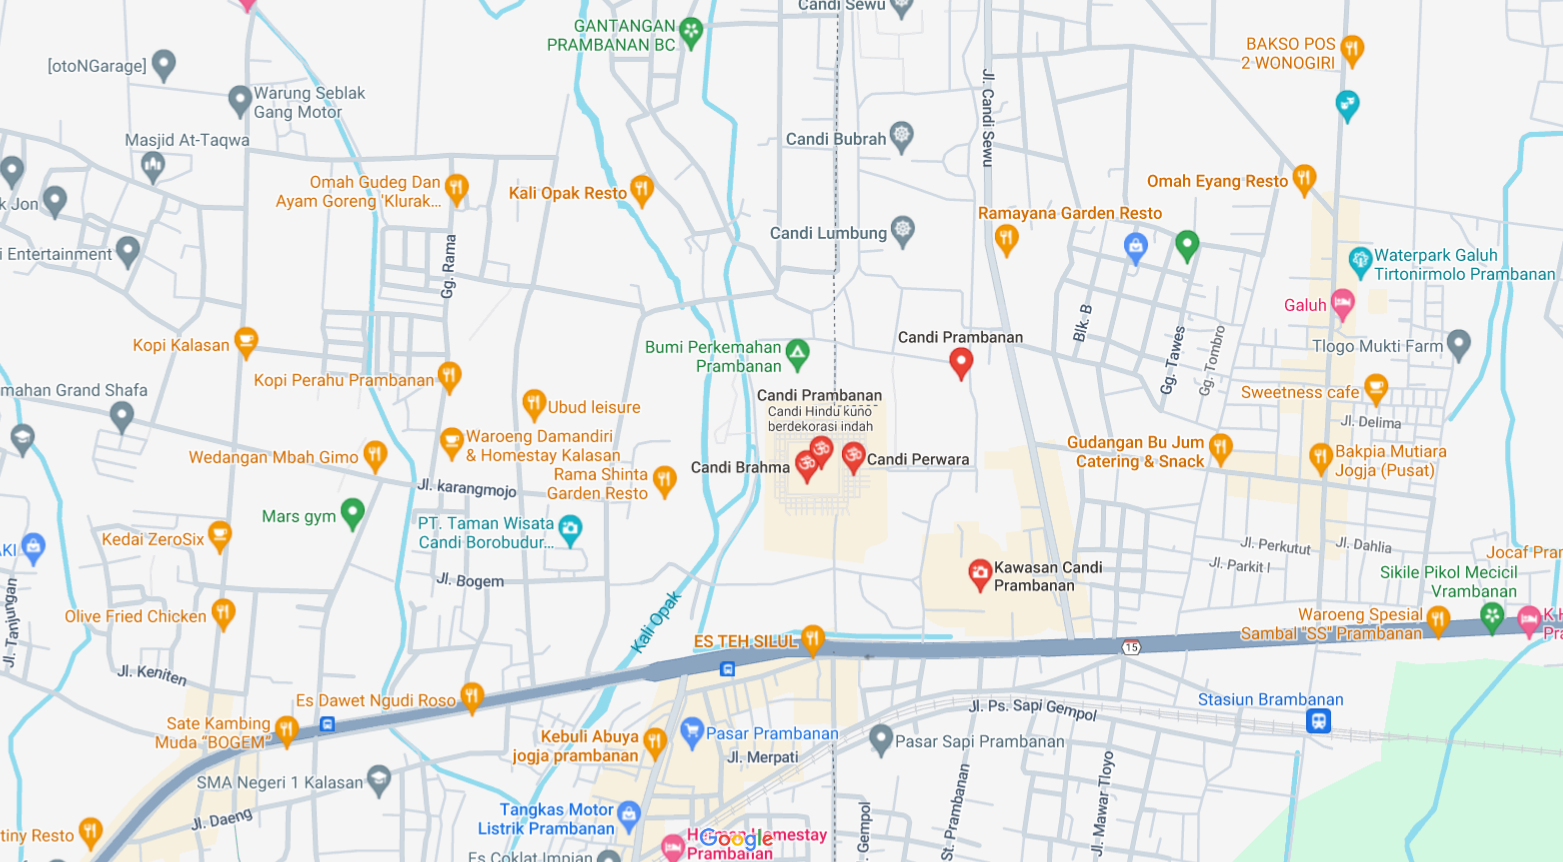 Candi Sewu
GANTANGAN
PRAMBANAN BC
BAKSO POS
2 WONOGIRI
[otoNGarage]
Warung Seblak
Gang Motor
Jl. Candi Sewu
Masjid At-Taqwa
Candi Bubrah
Omah Gudeg Dan
Ayam Goreng 'Klurak...
Kali Opak Resto
Omah Eyang Resto
k Jon
Ramayana Garden Resto
Candi Lumbung
i Entertainment
Gg. Rama
Waterpark Galuh
Tirtonirmolo Prambanan
Galuh
Blk. B
Kopi Kalasan
Candi Prambanan
Bumi Perkemahan
Prambanan
Gg. Tawes
Gg. Tombro
Tlogo Mukti Farm
Kopi Perahu Prambanan
mahan Grand Shafa
Candi Prambanan
Candi Hindu kuno
berdekorasi indah
Ubud leisure
Sweetness cafe
Jl. Delima
Waroeng Damandiri
& Homestay Kalasan
Wedangan Mbah Gimo
Candi Brahma
Candi Perwara
Gudangan Bu Jum
Catering & Snack
Bakpia Mutiara
Jogja (Pusat)
Rama Shinta
Garden Resto
Jl. karangmojo
Mars gym
PT. Taman Wisata
Candi Borobudur...
Kedai ZeroSix
AKI
Jl. Perkutut
Jl. Dahlia
Jl. Parkit I
Jocaf Pran
Jl. Bogem
Kawasan Candi
Prambanan
Sikile Pikol Mecicil
Vrambanan
Jl. Tanjungan
Olive Fried Chicken
Kali Opak
ES TEH SILUL
Waroeng Spesial
Sambal "SS" Prambanan
K H
Pra
15
Jl. Keniten
Es Dawet Ngudi Roso
Stasiun Brambanan
Jl. Ps. Sapi Gempol
Sate Kambing
Muda “BOGEM”
Kebuli Abuya
jogja prambanan
Pasar Prambanan
Pasar Sapi Prambanan
Jl. Merpati
SMA Negeri 1 Kalasan
Jl. Mawar Tloyo
St. Prambanan
Tangkas Motor
Listrik Prambanan
Jl. Daeng
. Gempol
tiny Resto
Google
Herman Homestay
Prambanan
Es Coklat Impian